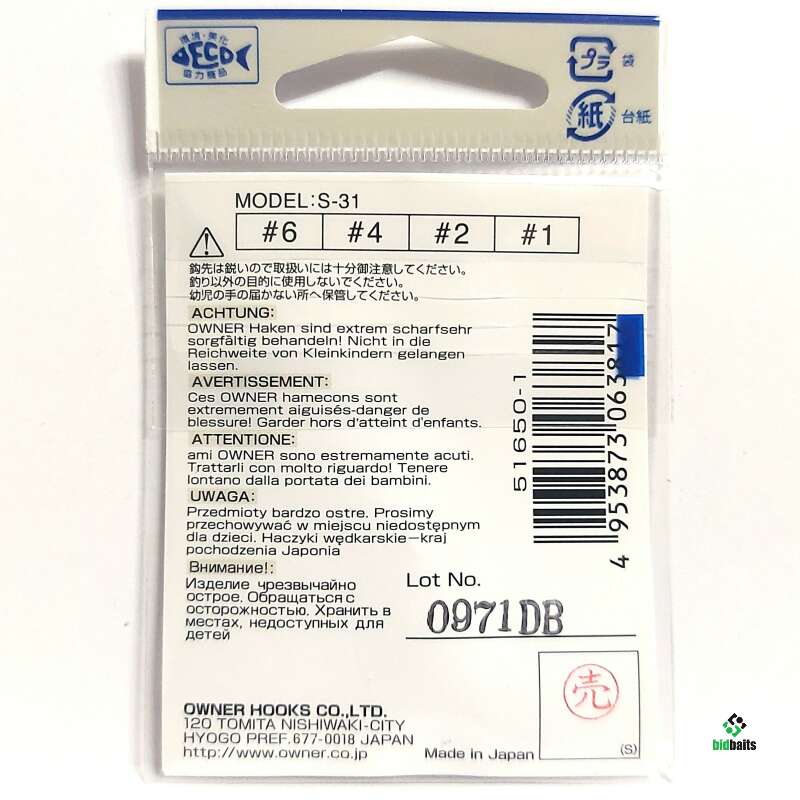 環境・美化
ECO
協力商品
プラ 袋
紙 台紙
MODEL:S-31
#6 #4 #2 #1
鈎先は鋭いので取扱いには十分御注意してください。
釣り以外の目的に使用しないでください。
幼児の手の届かない所へ保管してください。
ACHTUNG:
OWNER Haken sind extrem scharfsehr
sorgfältig behandeln! Nicht in die
Reichweite von Kleinkindern gelangen
lassen.
AVERTISSEMENT:
Ces OWNER hamecons sont
extremement aiguisés-danger de
blessure! Garder hors d'atteint d'enfants.
ATTENTIONE:
ami OWNER sono estremamente acuti.
Trattarli con molto riguardo! Tenere
lontano dalla portata dei bambini.
UWAGA:
Przedmioty bardzo ostre. Prosimy
przechowywać w miejscu niedostępnym
dla dzieci. Haczyki wędkarskie-kraj
pochodzenia Japonia
Внимание!:
Изделие чрезвычайно
острое. Обращаться с
осторожностью. Хранить в
местах, недоступных для
детей
51650-1
4 953873 063817
Lot No.
0971DB
売
(S)
OWNER HOOKS CO.,LTD.
120 TOMITA NISHIWAKI-CITY
HYOGO PREF.677-0018 JAPAN
http://www.owner.co.jp
Made in Japan
bidbaits